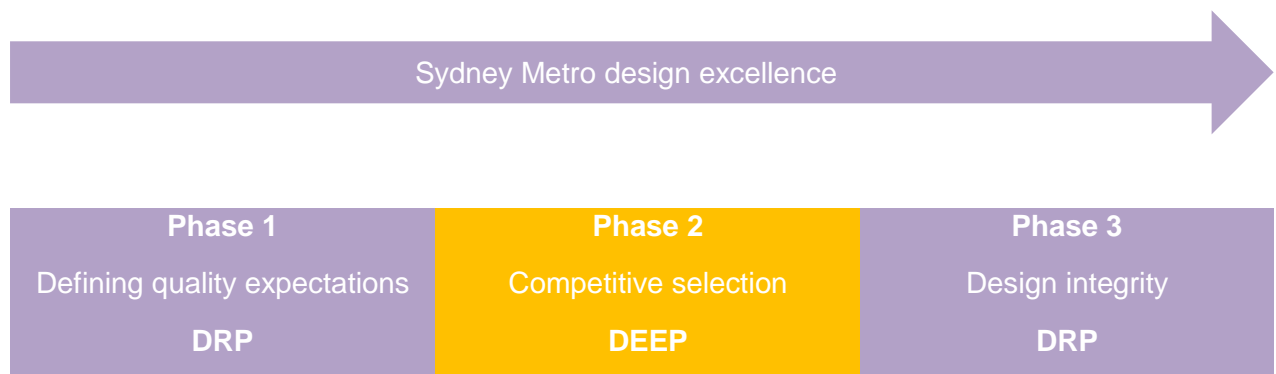 Sydney Metro design excellence
Phase 1
Defining quality expectations
DRP
Phase 2
Competitive selection
DEEP
Phase 3
Design integrity
DRP